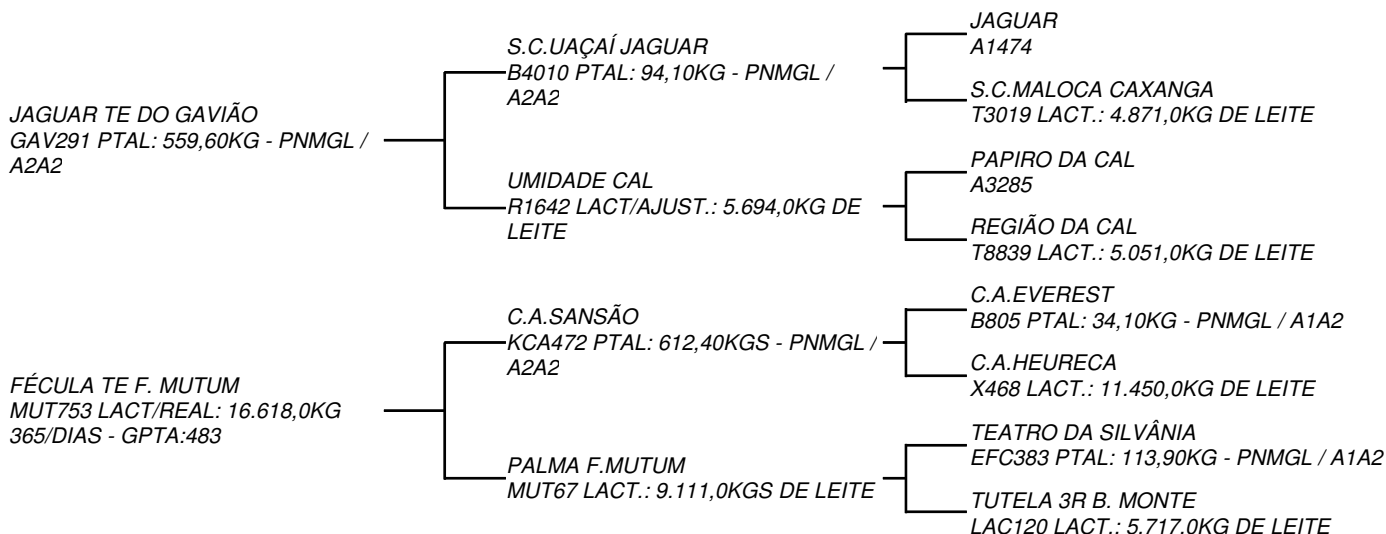 JAGUAR TE DO GAVIÃO
GAV291 PTAL: 559,60KG - PNMGL /
A2A2
FÉCULA TE F. MUTUM
MUT753 LACT/REAL: 16.618,0KG
365/DIAS - GPTA:483
S.C.UAÇAÍ JAGUAR
B4010 PTAL: 94,10KG - PNMGL /
A2A2
UMIDADE CAL
R1642 LACT/AJUST.: 5.694,0KG DE
LEITE
C.A.SANSÃO
KCA472 PTAL: 612,40KGS - PNMGL /
A2A2
PALMA F.MUTUM
MUT67 LACT.: 9.111,0KGS DE LEITE
JAGUAR
A1474
S.C.MALOCA CAXANGA
T3019 LACT.: 4.871,0KG DE LEITE
PAPIRO DA CAL
A3285
REGIÃO DA CAL
T8839 LACT.: 5.051,0KG DE LEITE
C.A.EVEREST
B805 PTAL: 34,10KG - PNMGL / A1A2
C.A.HEURECA
X468 LACT.: 11.450,0KG DE LEITE
TEATRO DA SILVÂNIA
EFC383 PTAL: 113,90KG - PNMGL / A1A2
TUTELA 3R B. MONTE
LAC120 LACT.: 5.717,0KG DE LEITE